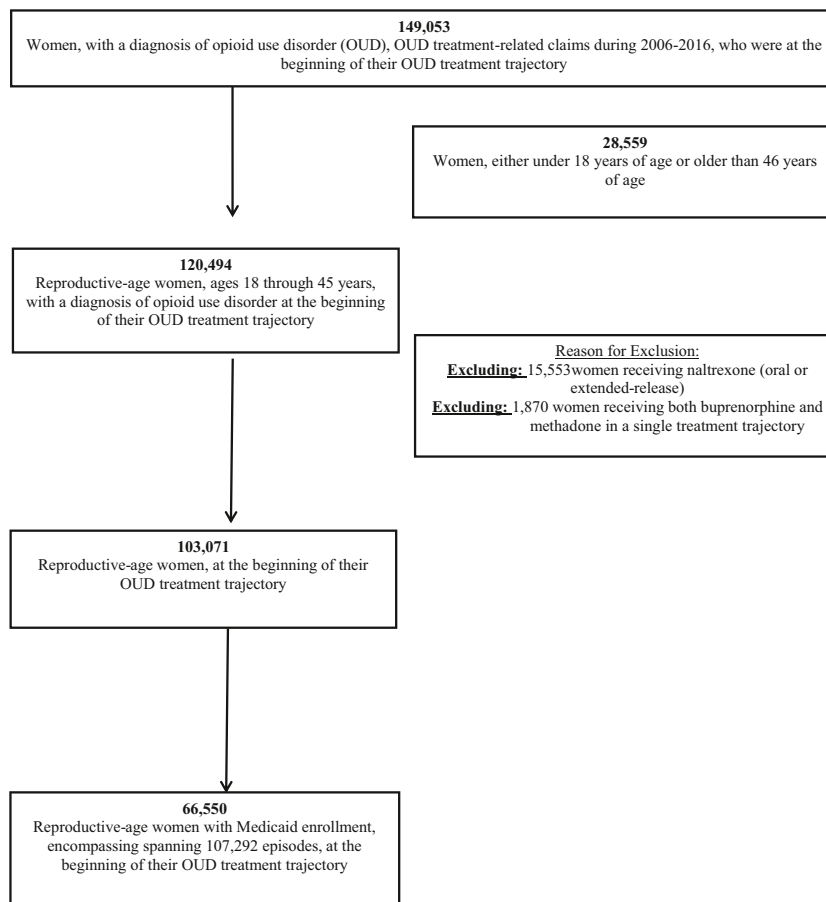 149,053
Women, with a diagnosis of opioid use disorder (OUD), OUD treatment-related claims during 2006-2016, who were at the
beginning of their OUD treatment trajectory
28,559
Women, either under 18 years of age or older than 46 years
of age
120,494
Reproductive-age women, ages 18 through 45 years,
with a diagnosis of opioid use disorder at the beginning
of their OUD treatment trajectory
Reason for Exclusion:
Excluding: 15,553women receiving naltrexone (oral or
extended-release)
Excluding: 1,870 women receiving both buprenorphine and
methadone in a single treatment trajectory
103,071
Reproductive-age women, at the beginning of their
OUD treatment trajectory
66,550
Reproductive-age women with Medicaid enrollment,
encompassing spanning 107,292 episodes, at the
beginning of their OUD treatment trajectory